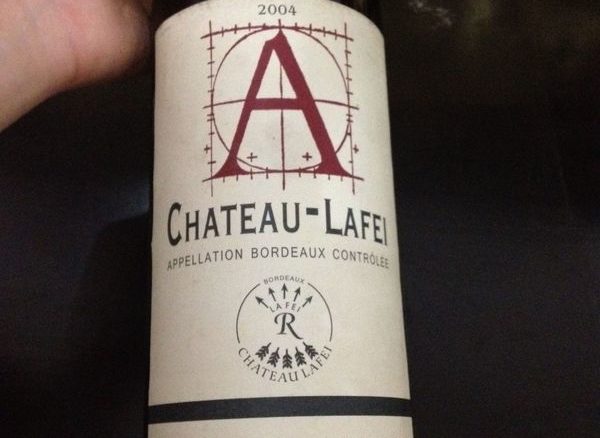 2004
A
CHATEAU-LAFEI
APPELLATION BORDEAUX CONTRÔLÉE
BORDEAUX
LAFEI
R
CHATEAU LAFEI